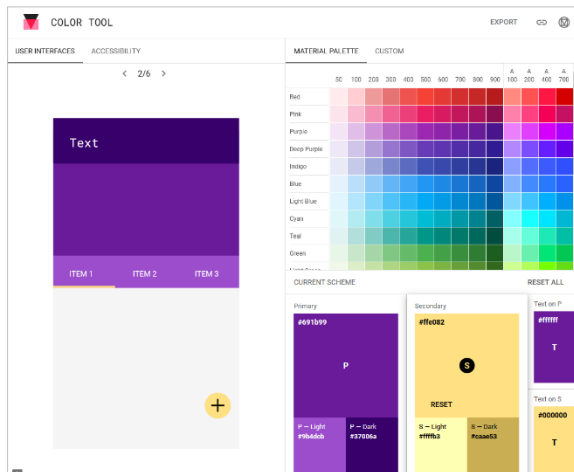 COLOR TOOL
EXPORT
USER INTERFACES ACCESSIBILITY
MATERIAL PALETTE CUSTOM
2/6
50 100 200 300 400 500 600 700 800 900 A 100 A 200 A 400 A 700
Red
Pink
Purple
Deep Purple
Indigo
Blue
Light Blue
Cyan
Teal
Green
Text
ITEM 1 ITEM 2 ITEM 3
CURRENT SCHEME RESET ALL
Primary
#691b99
P
P — Light
#9b4dcb
P — Dark
#37006a
Secondary
#ffe082
S
RESET
S — Light
#ffffb3
S — Dark
#caae53
Text on P
#ffffff
T
Text on S
#000000
T